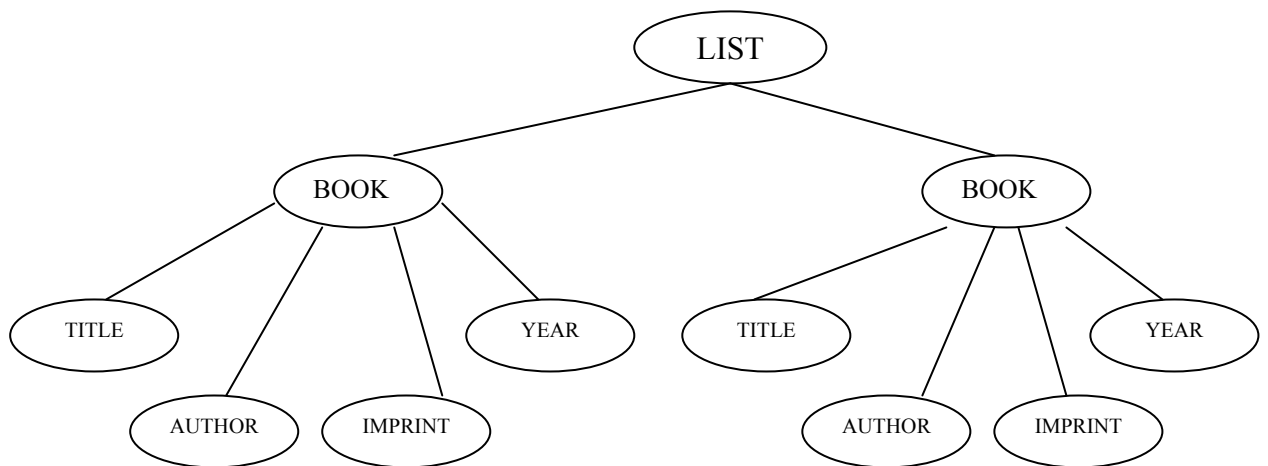 LIST
BOOK
BOOK
TITLE
YEAR
TITLE
YEAR
AUTHOR
IMPRINT
AUTHOR
IMPRINT